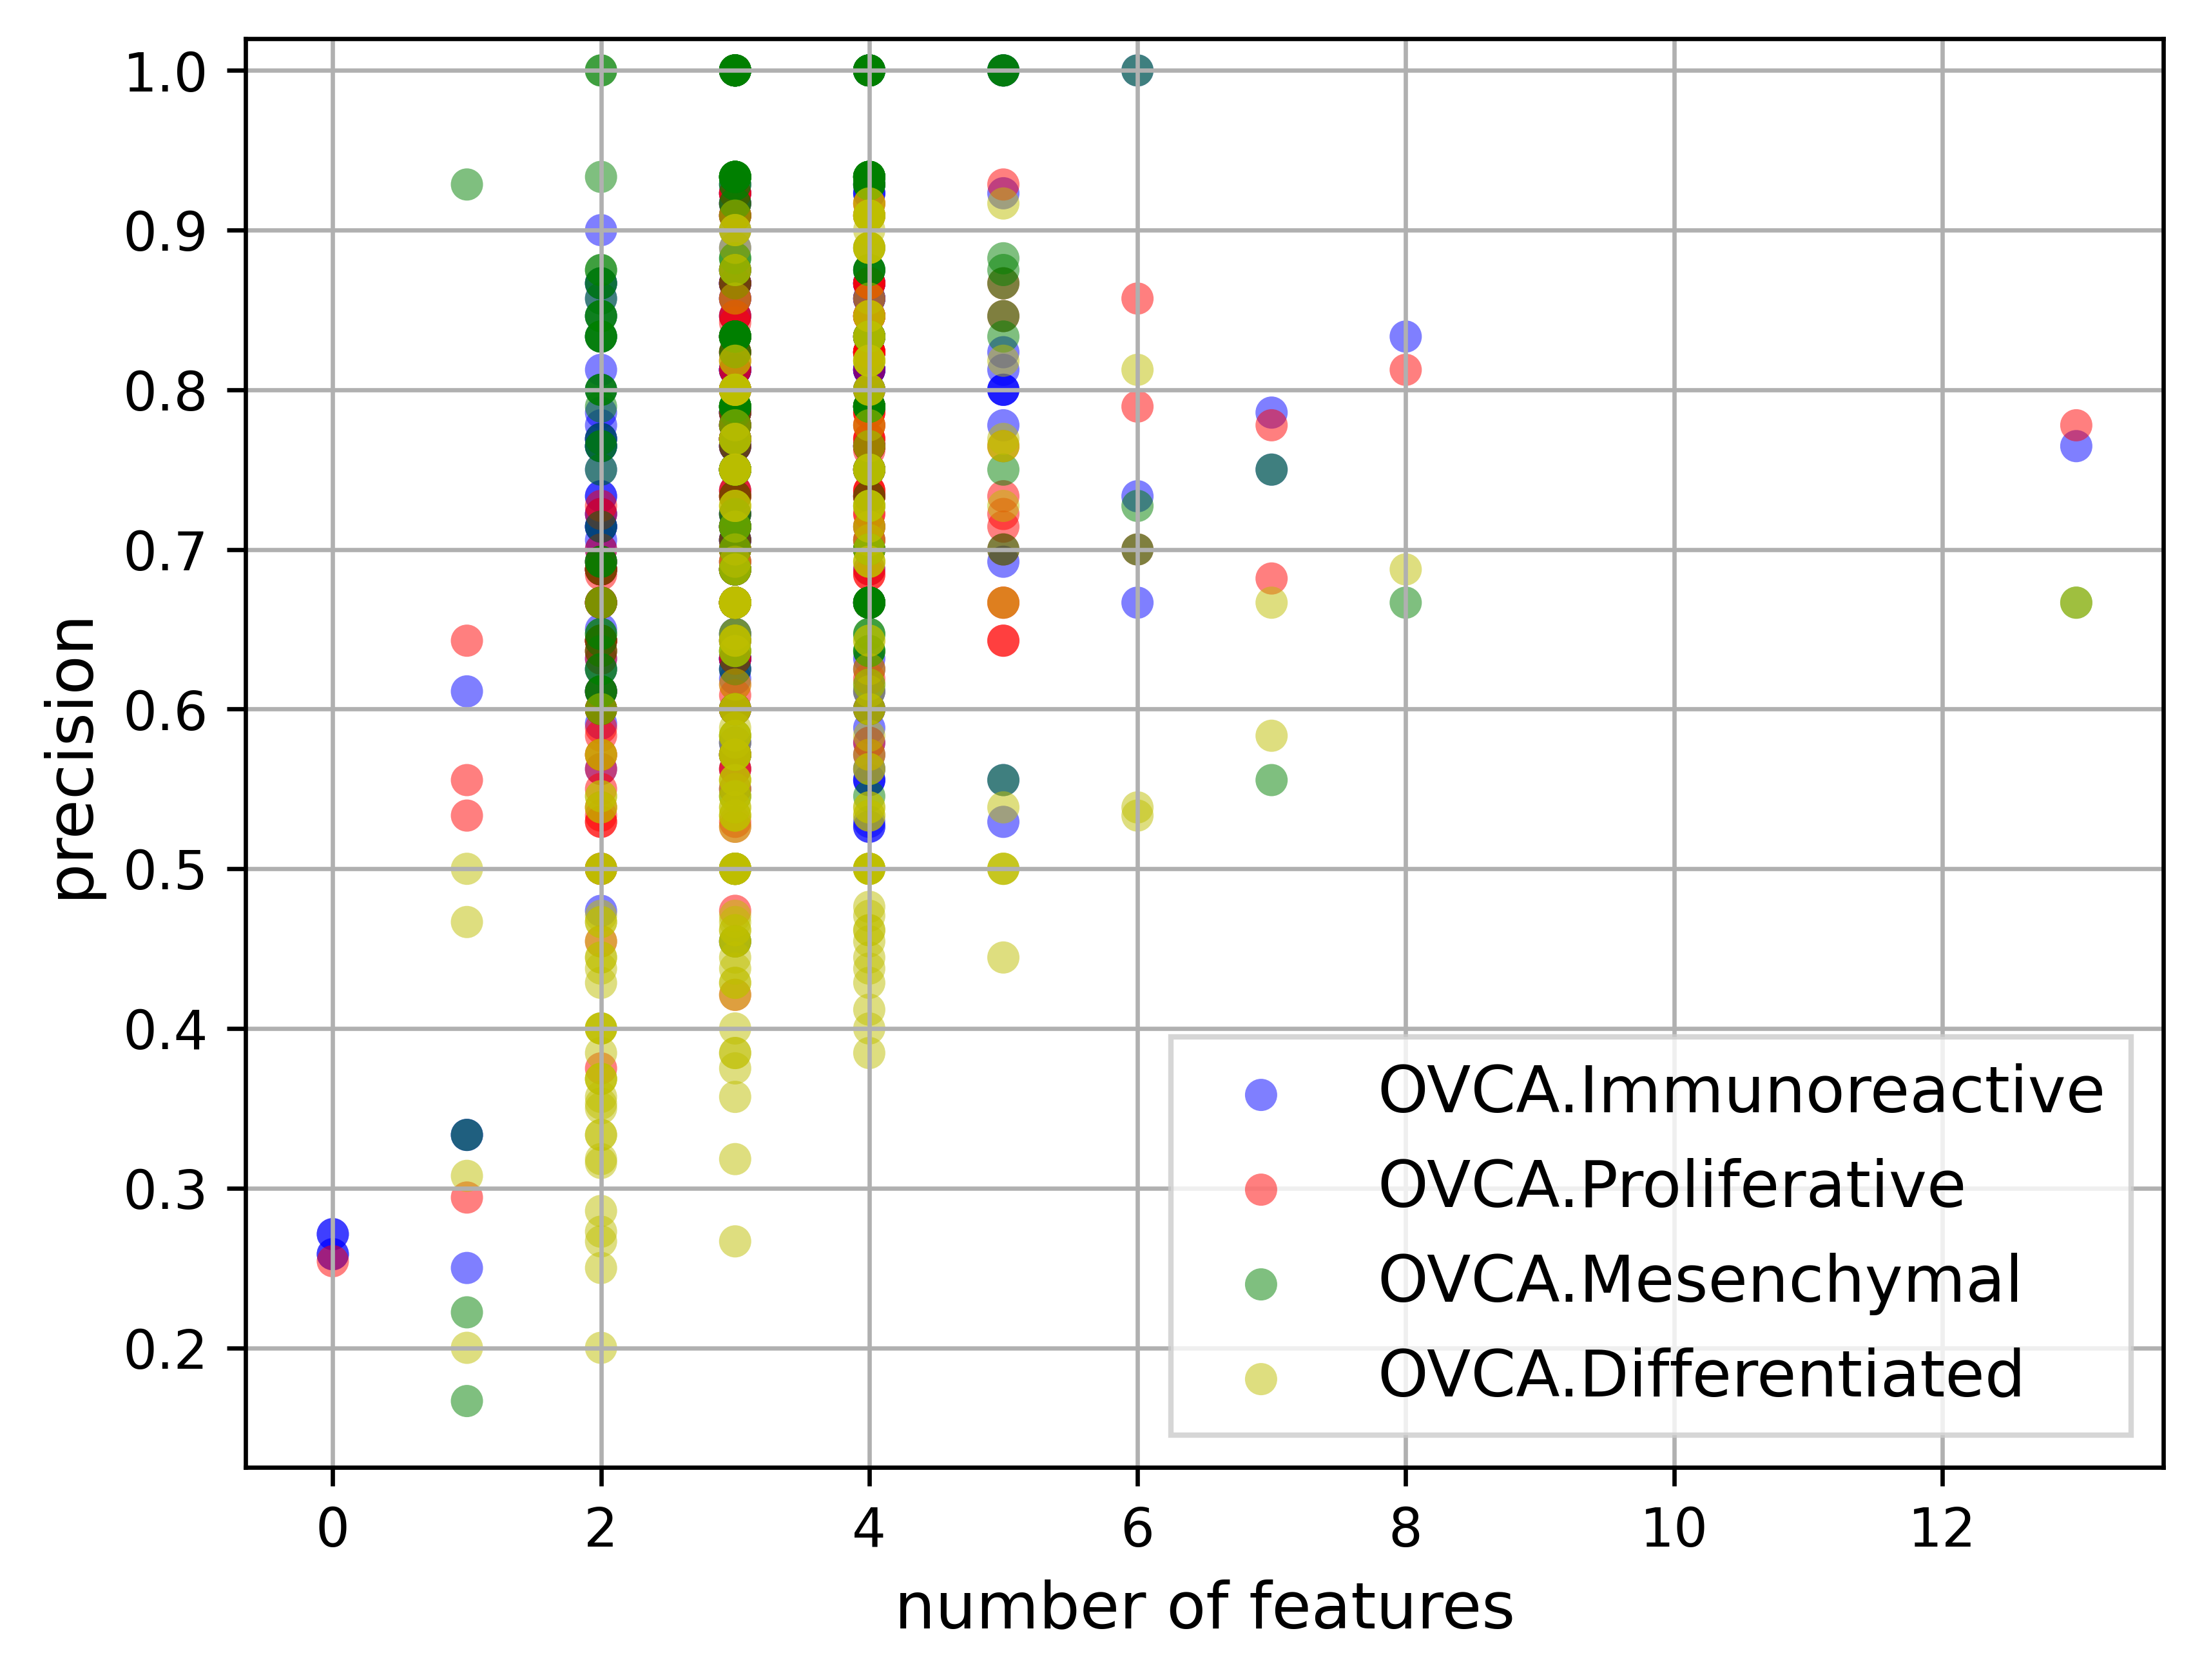 1.0
0.9
0.8
0.7
0.6
0.5
0.4
0.3
0.2
precision
OVCA.Immunoreactive
OVCA.Proliferative
OVCA.Mesenchymal
OVCA.Differentiated
0 2 4 6 8 10 12
number of features